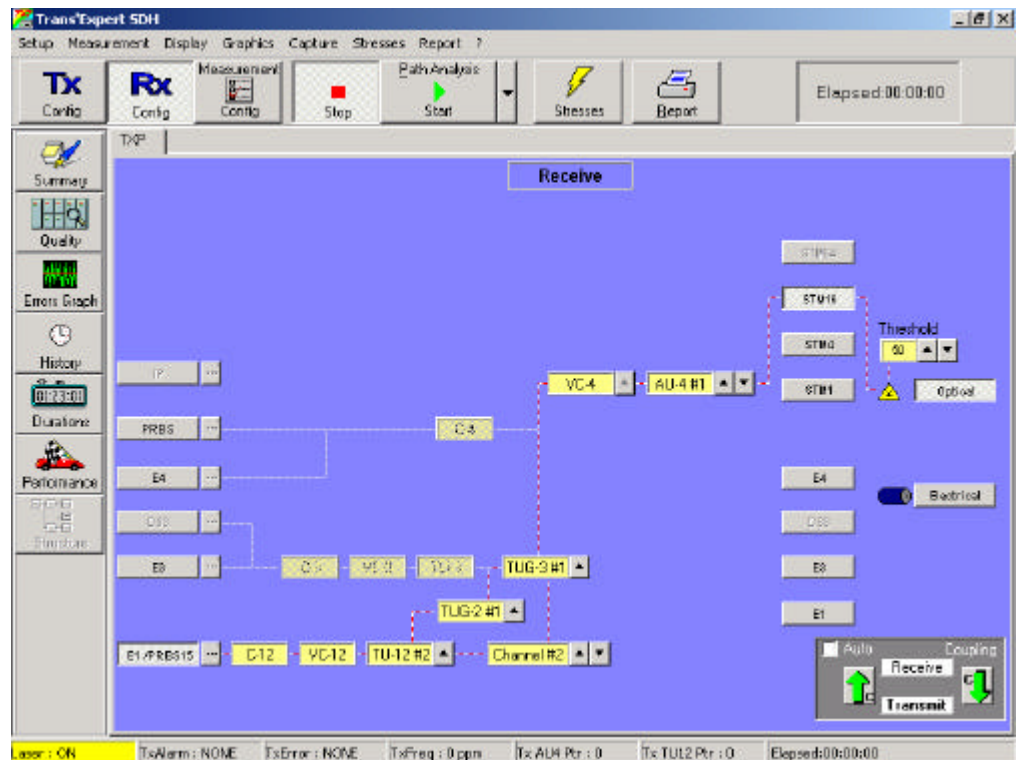 Trans'Expert SDH
Setup Measurement Display Graphics Capture Stresses Report ?
Tx Config
Rx Config
Measurement Config
Stop
Path Analysis Start
Stresses
Report
Elapsed:00:00:00
TXP
Summary
Quality
Errors Graph
History
01:23:01
Durations
Performance
Structure
Receive
STM64
STM16
STM4
STM1
Threshold
60
Optical
VC-4
AU-4 #1
IP ...
PRBS ...
C-4
E4 ...
E4
Electrical
DS3 ...
DS3
E3 ...
TUG-3 #1
E3
TUG-2 #1
E1
E1/PRBS15 ...
C-12
VC-12
TU-12 #2
Channel #2
Auto
Coupling
Receive
Transmit
Laser : ON
TxAlarm : NONE
TxError : NONE
TxFreq : 0 ppm
Tx AU4 Ptr : 0
Tx TU12 Ptr : 0
Elapsed:00:00:00